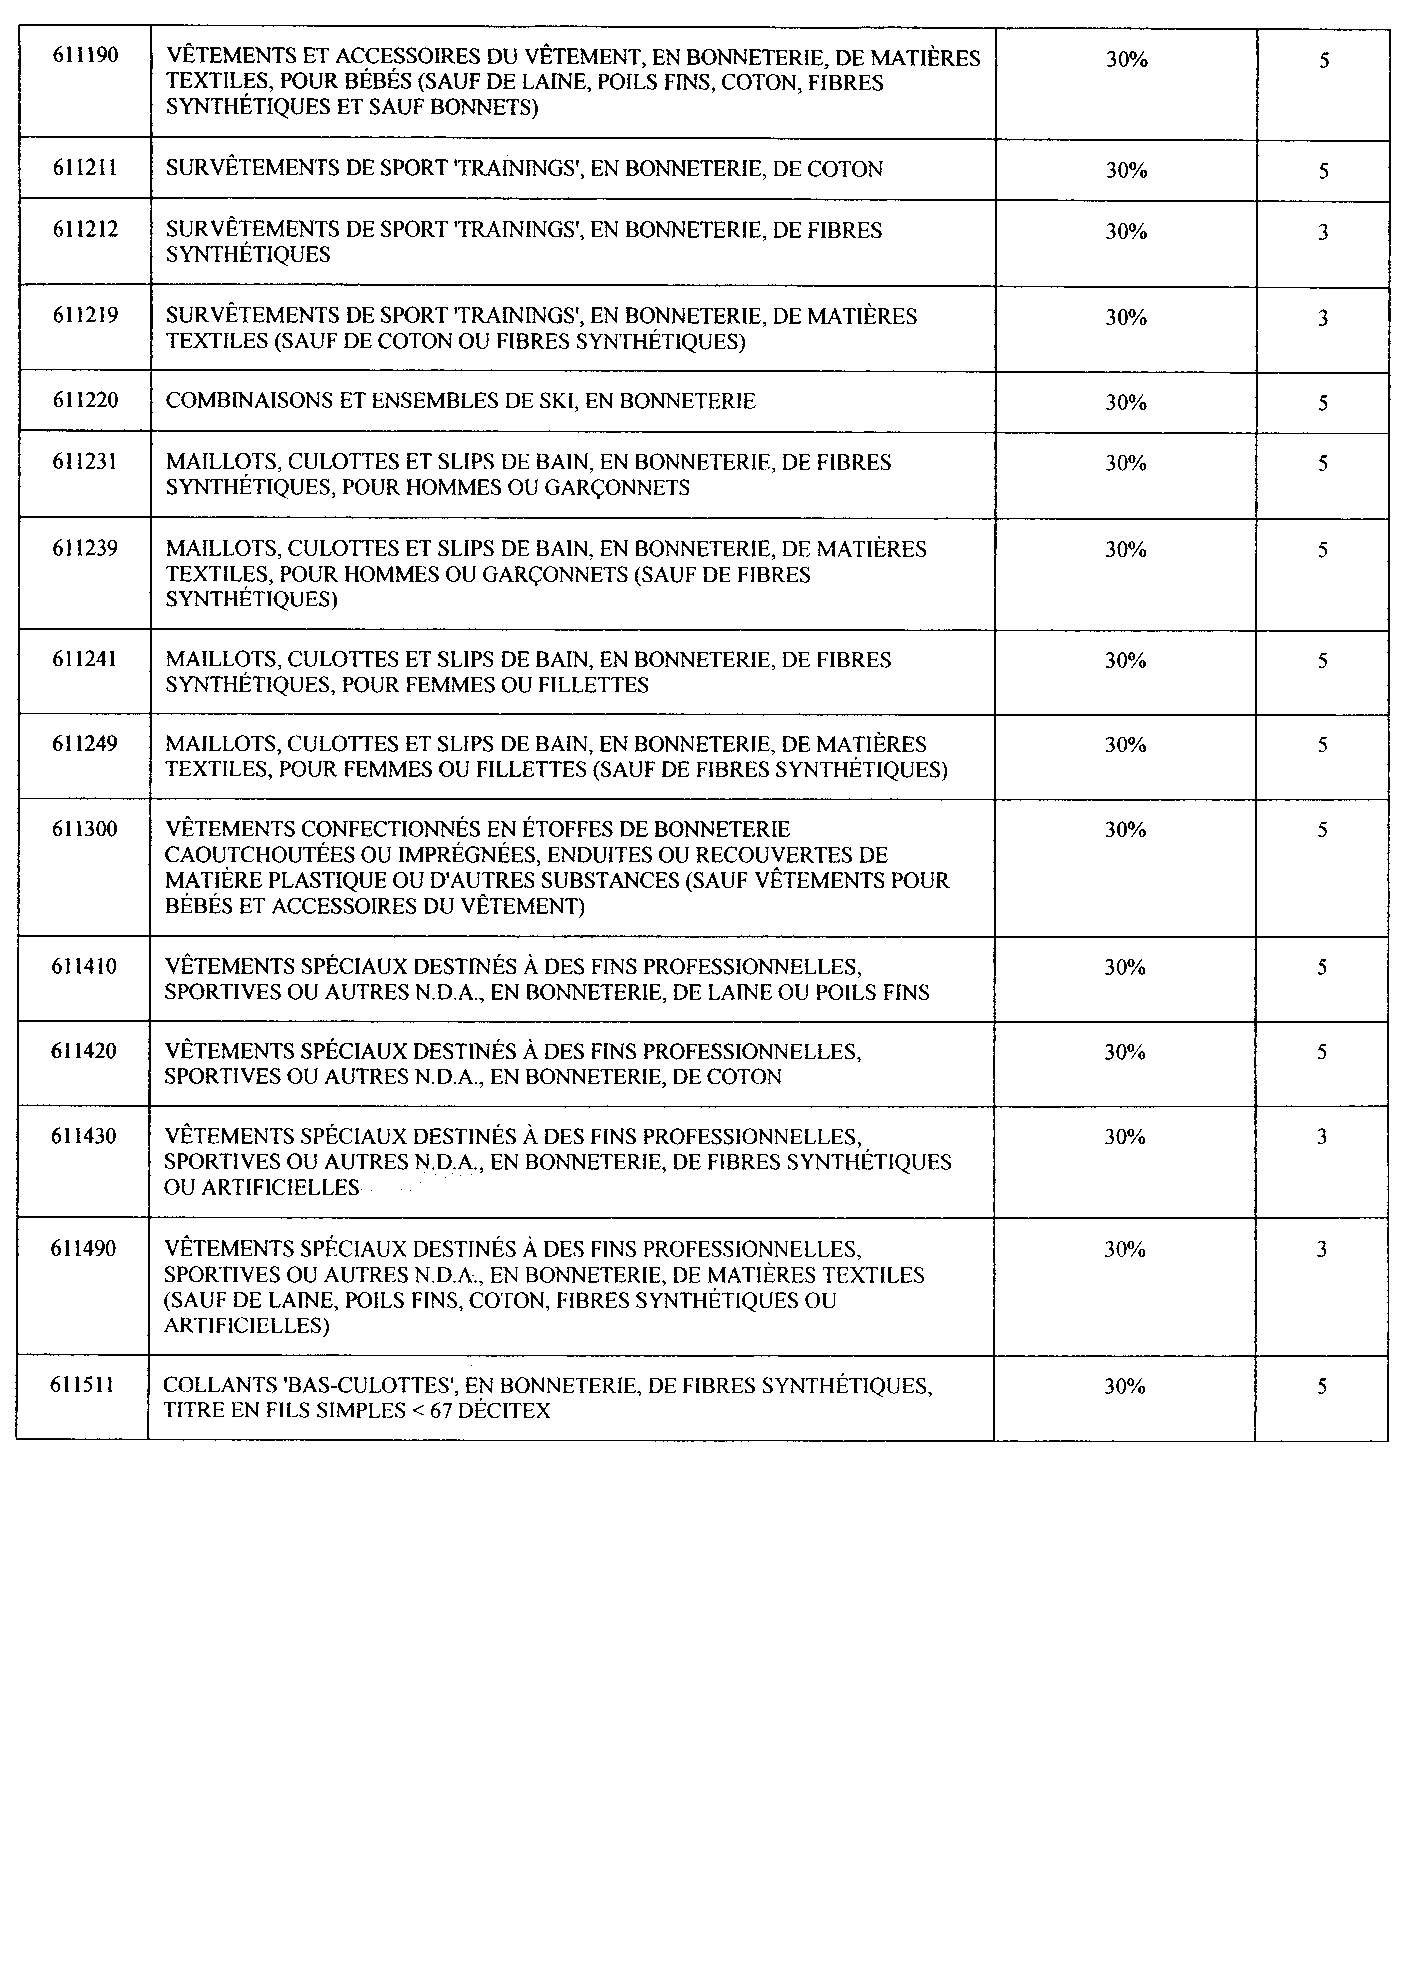 611190 VÊTEMENTS ET ACCESSOIRES DU VÊTEMENT, EN BONNETERIE, DE MATIÈRES 30% 5
TEXTILES, POUR BÉBÉS (SAUF DE LAINE, POILS FINS, COTON, FIBRES
SYNTHÉTIQUES ET SAUF BONNETS)
611211 SURVÊTEMENTS DE SPORT 'TRAININGS', EN BONNETERIE, DE COTON 30% 5
611212 SURVÊTEMENTS DE SPORT 'TRAININGS', EN BONNETERIE, DE FIBRES 30% 3
SYNTHÉTIQUES
611219 SURVÊTEMENTS DE SPORT 'TRAININGS', EN BONNETERIE, DE MATIÈRES 30% 3
TEXTILES (SAUF DE COTON OU FIBRES SYNTHÉTIQUES)
611220 COMBINAISONS ET ENSEMBLES DE SKI, EN BONNETERIE 30% 5
611231 MAILLOTS, CULOTTES ET SLIPS DE BAIN, EN BONNETERIE, DE FIBRES 30% 5
SYNTHÉTIQUES, POUR HOMMES OU GARÇONNETS
611239 MAILLOTS, CULOTTES ET SLIPS DE BAIN, EN BONNETERIE, DE MATIÈRES 30% 5
TEXTILES, POUR HOMMES OU GARÇONNETS (SAUF DE FIBRES
SYNTHÉTIQUES)
611241 MAILLOTS, CULOTTES ET SLIPS DE BAIN, EN BONNETERIE, DE FIBRES 30% 5
SYNTHÉTIQUES, POUR FEMMES OU FILLETTES
611249 MAILLOTS, CULOTTES ET SLIPS DE BAIN, EN BONNETERIE, DE MATIÈRES 30% 5
TEXTILES, POUR FEMMES OU FILLETTES (SAUF DE FIBRES SYNTHÉTIQUES)
611300 VÊTEMENTS CONFECTIONNÉS EN ÉTOFFES DE BONNETERIE 30% 5
CAOUTCHOUTÉES OU IMPRÉGNÉES, ENDUITES OU RECOUVERTES DE
MATIÈRE PLASTIQUE OU D'AUTRES SUBSTANCES (SAUF VÊTEMENTS POUR
BÉBÉS ET ACCESSOIRES DU VÊTEMENT)
611410 VÊTEMENTS SPÉCIAUX DESTINÉS À DES FINS PROFESSIONNELLES, 30% 5
SPORTIVES OU AUTRES N.D.A., EN BONNETERIE, DE LAINE OU POILS FINS
611420 VÊTEMENTS SPÉCIAUX DESTINÉS À DES FINS PROFESSIONNELLES, 30% 5
SPORTIVES OU AUTRES N.D.A., EN BONNETERIE, DE COTON
611430 VÊTEMENTS SPÉCIAUX DESTINÉS À DES FINS PROFESSIONNELLES, 30% 3
SPORTIVES OU AUTRES N.D.A., EN BONNETERIE, DE FIBRES SYNTHÉTIQUES
OU ARTIFICIELLES
611490 VÊTEMENTS SPÉCIAUX DESTINÉS À DES FINS PROFESSIONNELLES, 30% 3
SPORTIVES OU AUTRES N.D.A., EN BONNETERIE, DE MATIÈRES TEXTILES
(SAUF DE LAINE, POILS FINS, COTON, FIBRES SYNTHÉTIQUES OU
ARTIFICIELLES)
611511 COLLANTS 'BAS-CULOTTES', EN BONNETERIE, DE FIBRES SYNTHÉTIQUES, 30% 5
TITRE EN FILS SIMPLES < 67 DÉCITEX